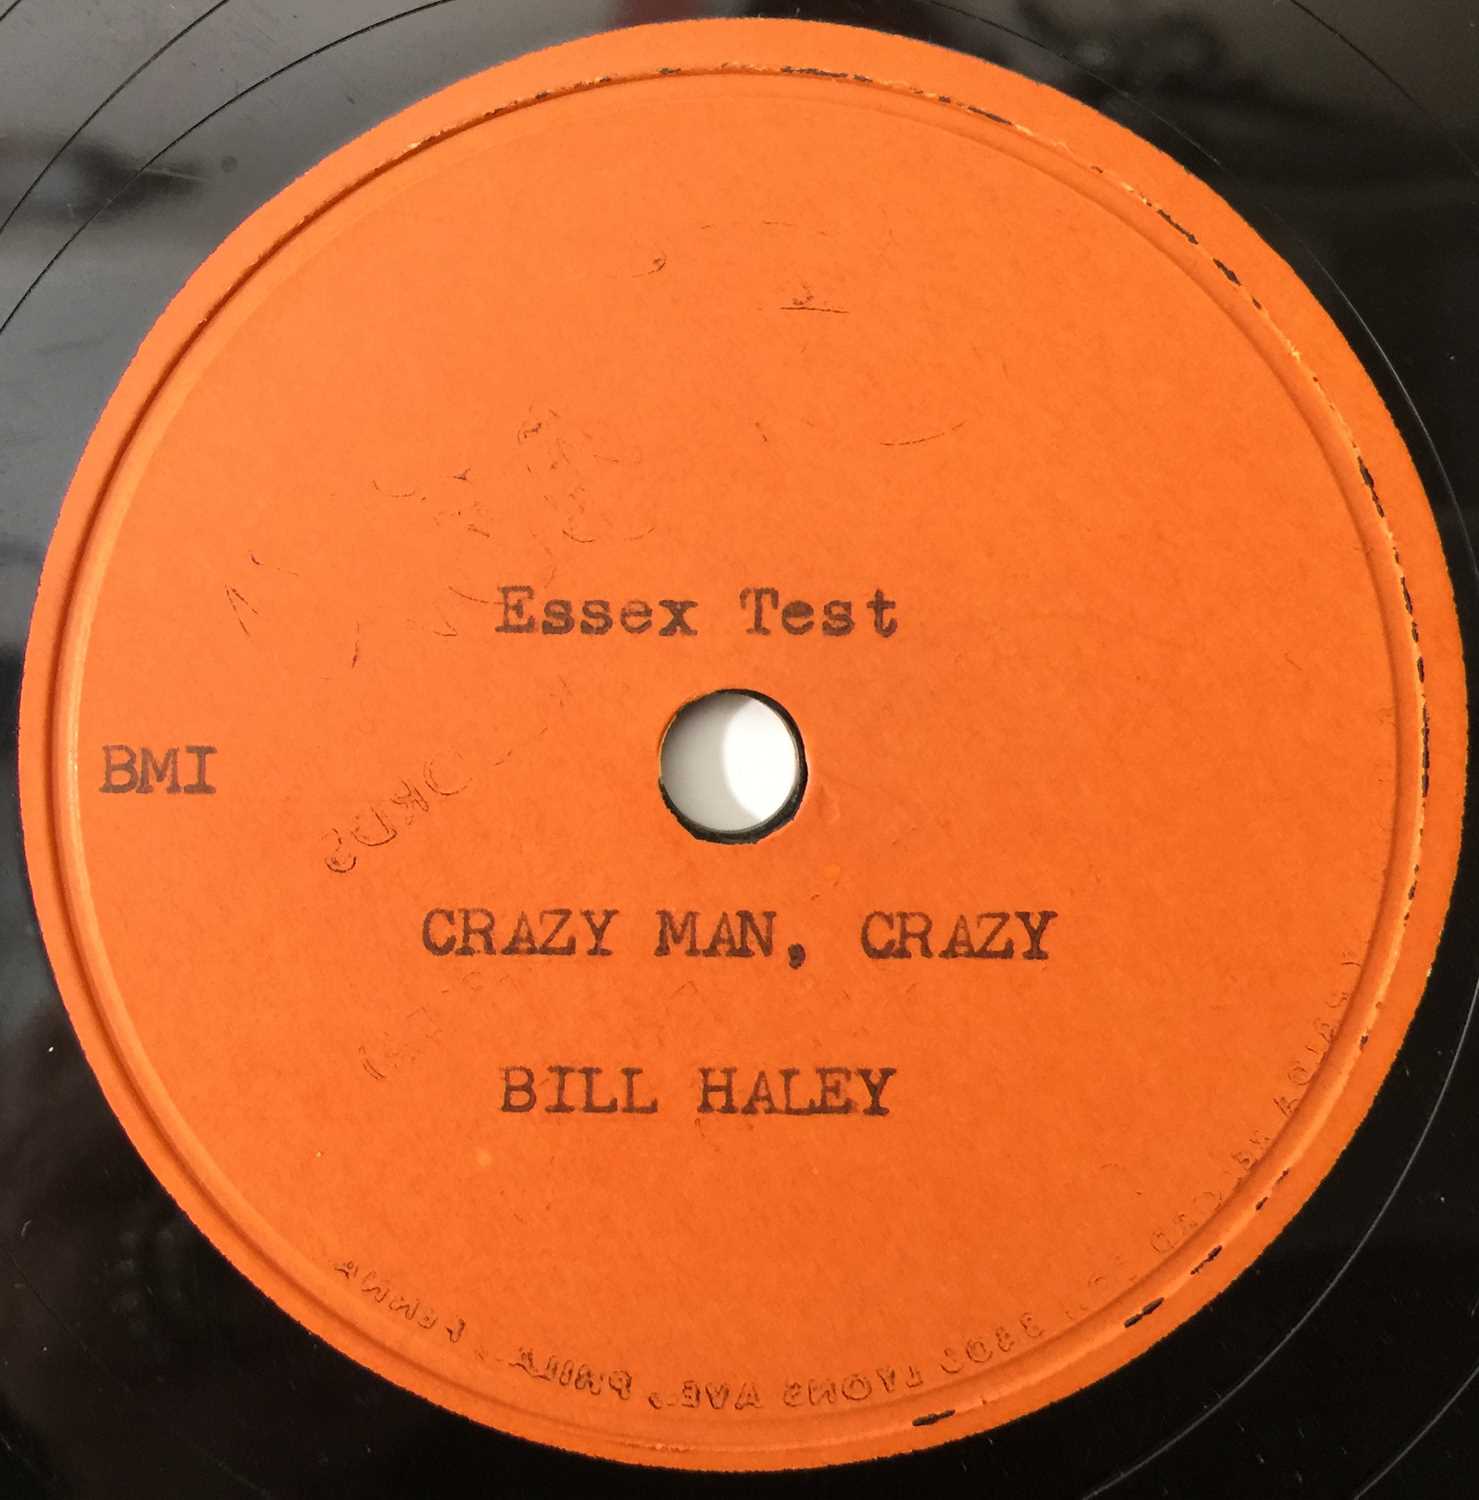 Essex Test
BMI
CRAZY MAN, CRAZY
BILL HALEY